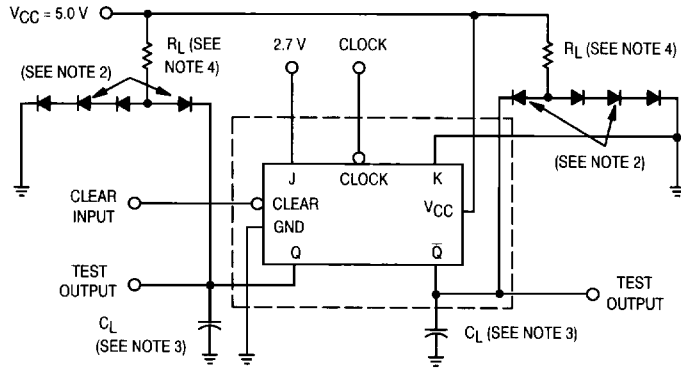 VCC = 5.0 V
RL (SEE
NOTE 4)
2.7 V
CLOCK
RL (SEE NOTE 4)
(SEE NOTE 2)
(SEE NOTE 2)
J
CLOCK
K
CLEAR
INPUT
CLEAR
GND
VCC
Q
Q̅
TEST
OUTPUT
TEST
OUTPUT
CL
(SEE NOTE 3)
CL (SEE NOTE 3)